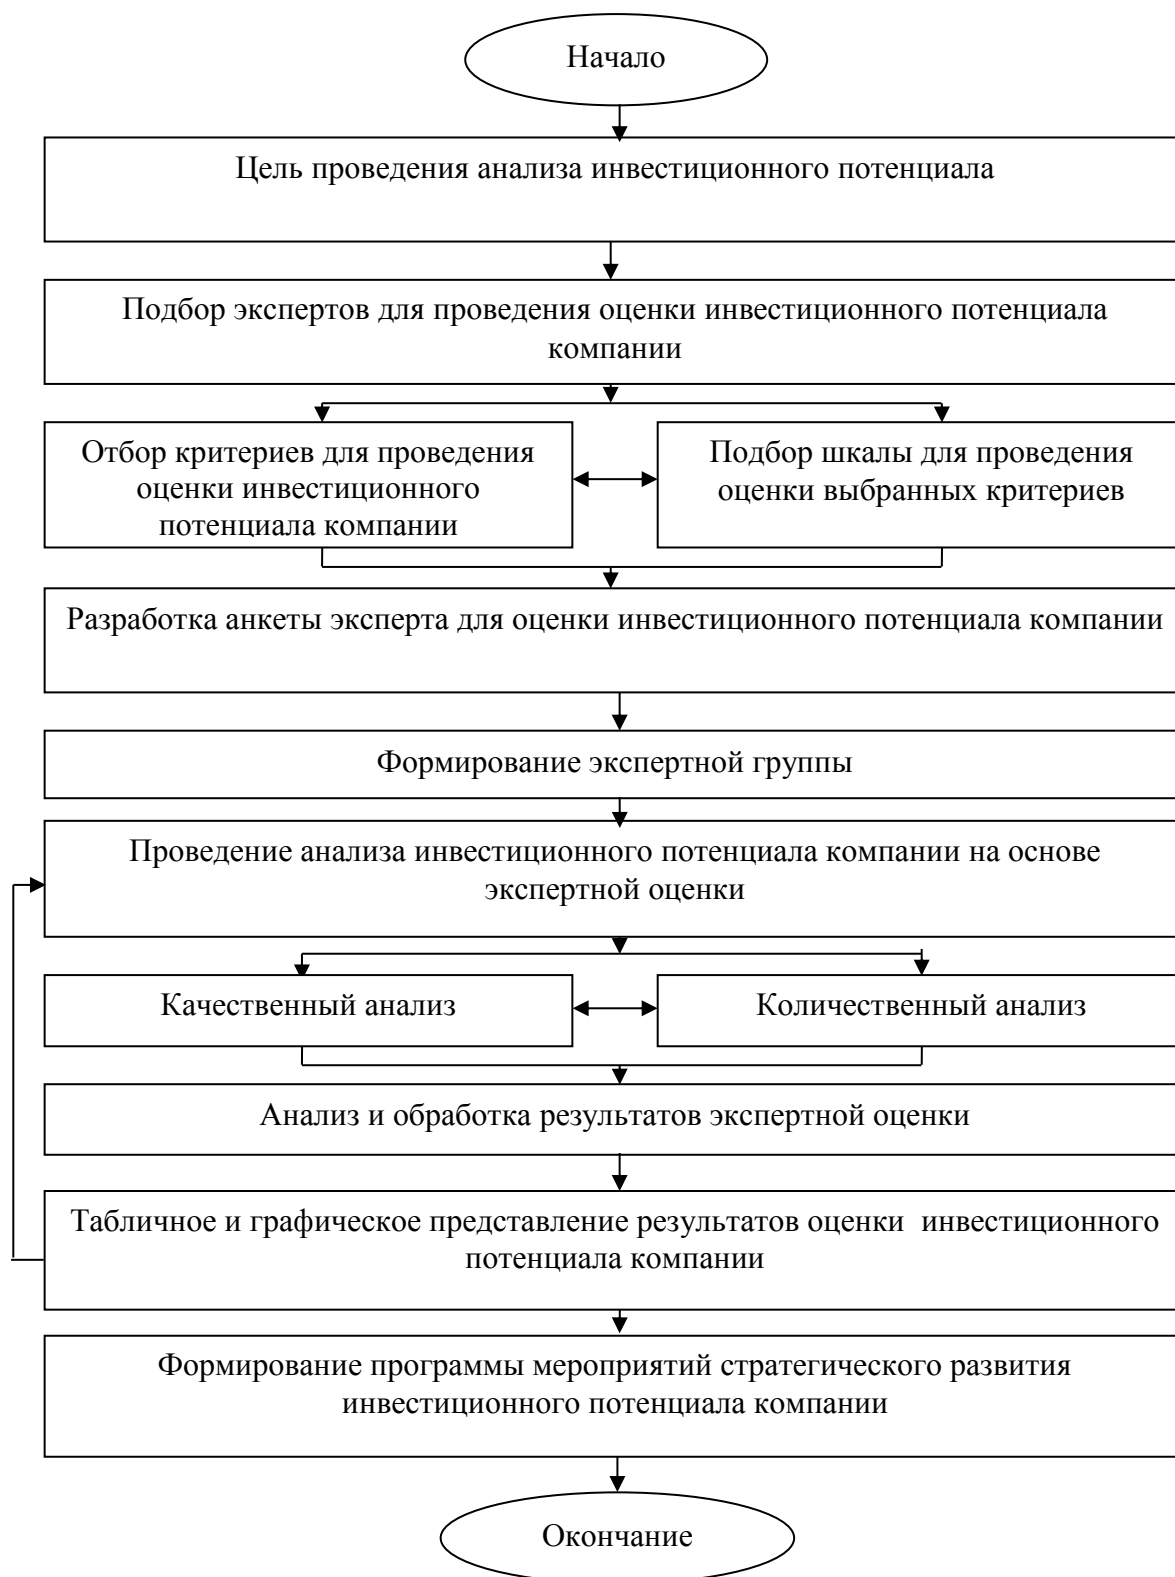 Начало
Цель проведения анализа инвестиционного потенциала
Подбор экспертов для проведения оценки инвестиционного потенциала
компании
Отбор критериев для проведения
оценки инвестиционного
потенциала компании
Подбор шкалы для проведения
оценки выбранных критериев
Разработка анкеты эксперта для оценки инвестиционного потенциала компании
Формирование экспертной группы
Проведение анализа инвестиционного потенциала компании на основе
экспертной оценки
Качественный анализ
Количественный анализ
Анализ и обработка результатов экспертной оценки
Табличное и графическое представление результатов оценки  инвестиционного
потенциала компании
Формирование программы мероприятий стратегического развития
инвестиционного потенциала компании
Окончание